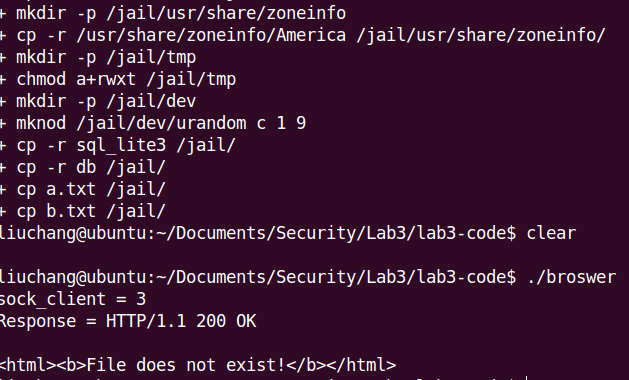 + mkdir -p /jail/usr/share/zoneinfo
+ cp -r /usr/share/zoneinfo/America /jail/usr/share/zoneinfo/
+ mkdir -p /jail/tmp
+ chmod a+rwxt /jail/tmp
+ mkdir -p /jail/dev
+ mknod /jail/dev/urandom c 1 9
+ cp -r sql_lite3 /jail/
+ cp -r db /jail/
+ cp a.txt /jail/
+ cp b.txt /jail/
liuchang@ubuntu:~/Documents/Security/Lab3/lab3-code$ clear
liuchang@ubuntu:~/Documents/Security/Lab3/lab3-code$ ./broswer
sock_client = 3
Response = HTTP/1.1 200 OK
<html><b>File does not exist!</b></html>